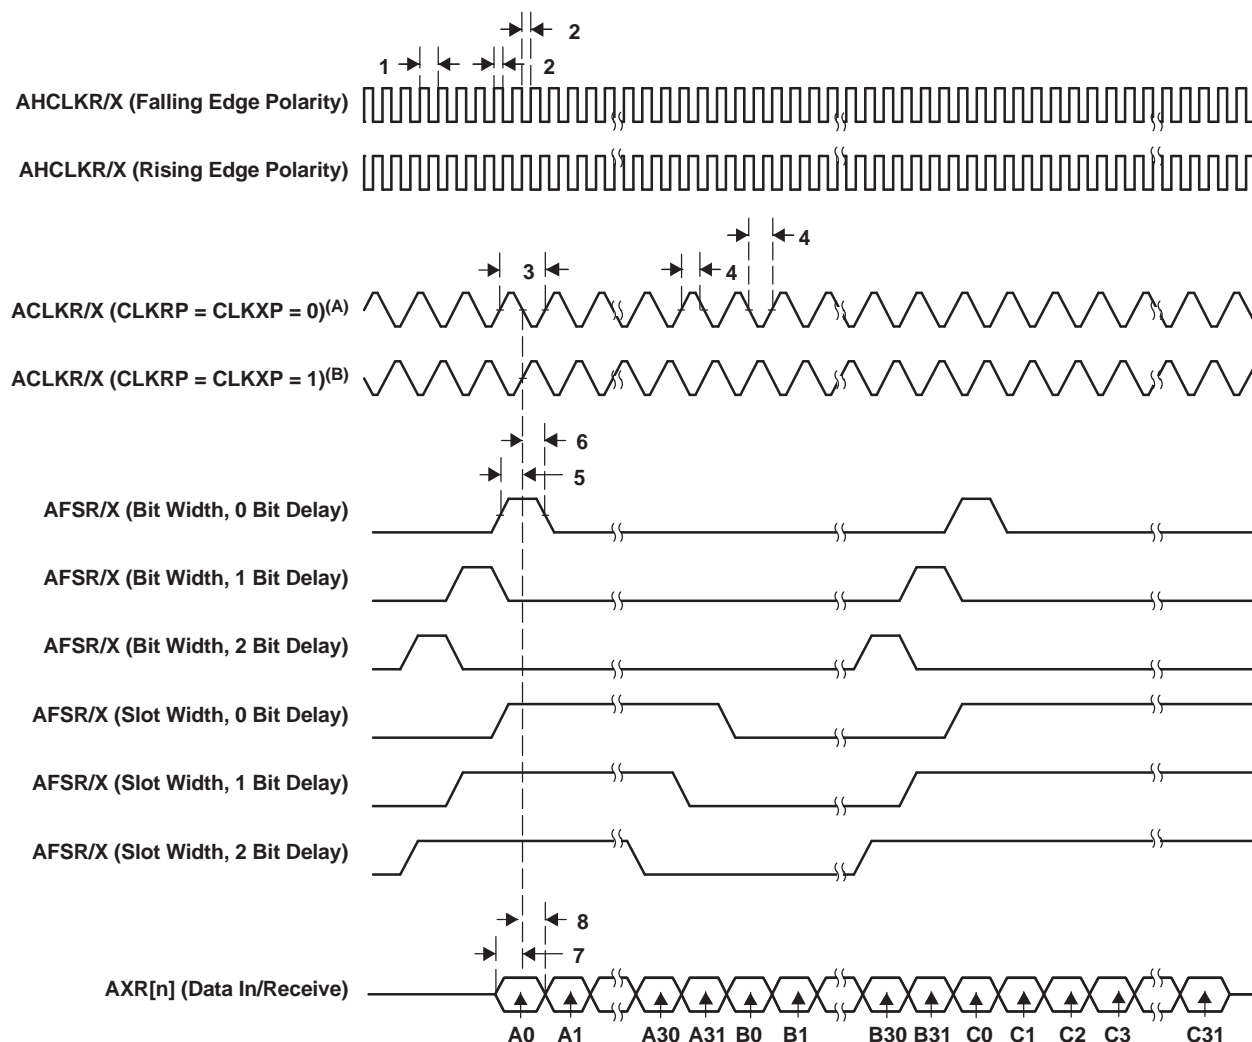 2
1
2
AHCLKR/X (Falling Edge Polarity)
AHCLKR/X (Rising Edge Polarity)
4
3
4
ACLKR/X (CLKRP = CLKXP = 0)(A)
ACLKR/X (CLKRP = CLKXP = 1)(B)
6
5
AFSR/X (Bit Width, 0 Bit Delay)
AFSR/X (Bit Width, 1 Bit Delay)
AFSR/X (Bit Width, 2 Bit Delay)
AFSR/X (Slot Width, 0 Bit Delay)
AFSR/X (Slot Width, 1 Bit Delay)
AFSR/X (Slot Width, 2 Bit Delay)
8
7
AXR[n] (Data In/Receive)
A0 A1 A30 A31 B0 B1 B30 B31 C0 C1 C2 C3 C31